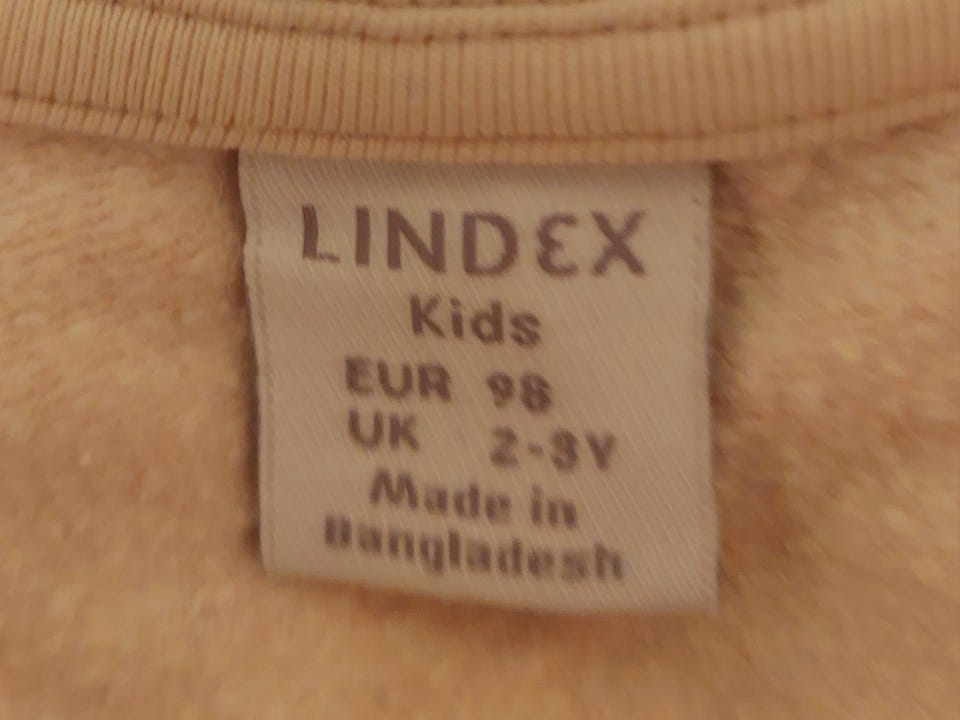 LINDEX
Kids
EUR 98
UK 2-3Y
Made in
Bangladesh